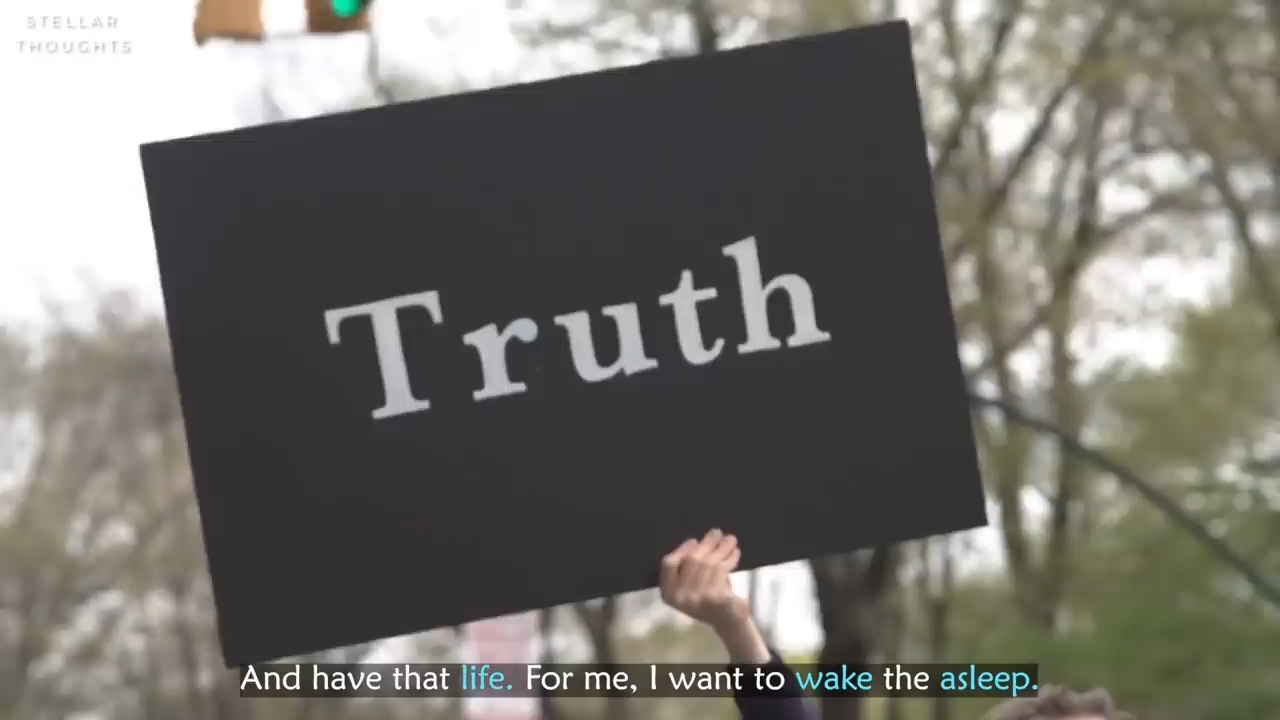 STELLAR
THOUGHTS
Truth
And have that life. For me, I want to wake the asleep.